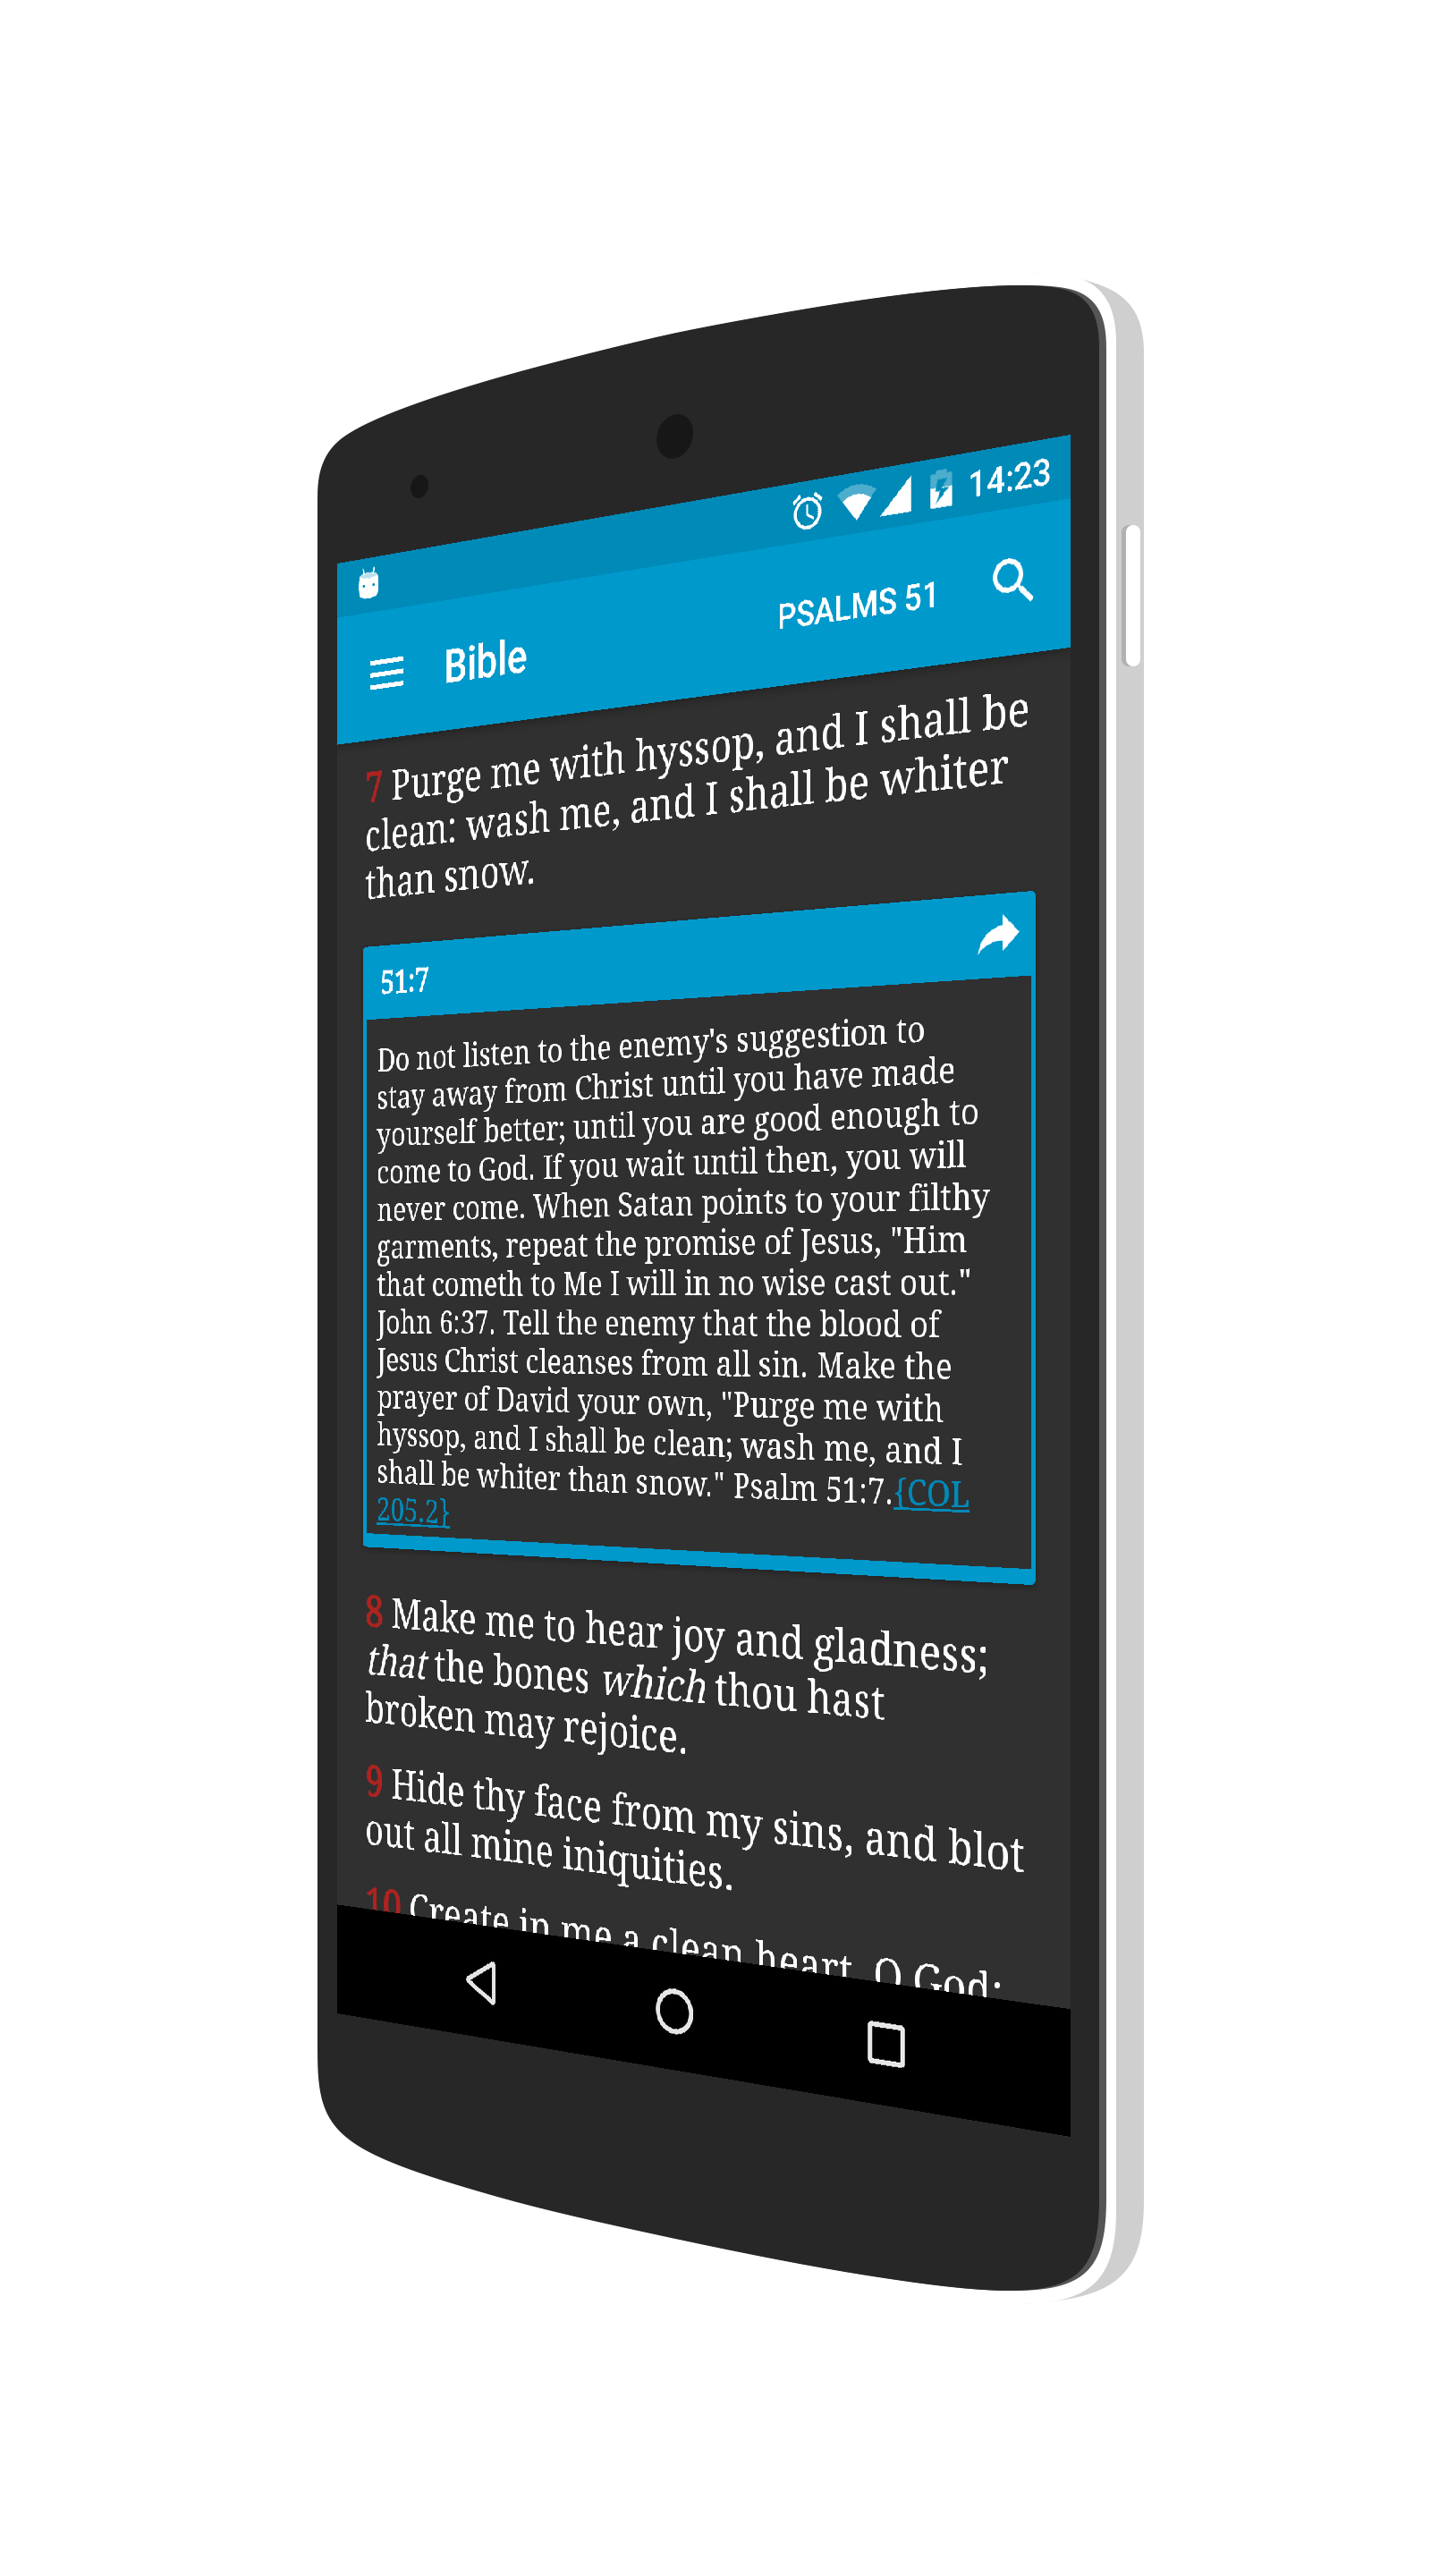 14:23
Bible PSALMS 51
7 Purge me with hyssop, and I shall be
clean: wash me, and I shall be whiter
than snow.
51:7
Do not listen to the enemy's suggestion to
stay away from Christ until you have made
yourself better; until you are good enough to
come to God. If you wait until then, you will
never come. When Satan points to your filthy
garments, repeat the promise of Jesus, "Him
that cometh to Me I will in no wise cast out."
John 6:37. Tell the enemy that the blood of
Jesus Christ cleanses from all sin. Make the
prayer of David your own, "Purge me with
hyssop, and I shall be clean; wash me, and I
shall be whiter than snow." Psalm 51:7.{COL
205.2}
8 Make me to hear joy and gladness;
that the bones which thou hast
broken may rejoice.
9 Hide thy face from my sins, and blot
out all mine iniquities.
10 Create in me a clean heart, O God;